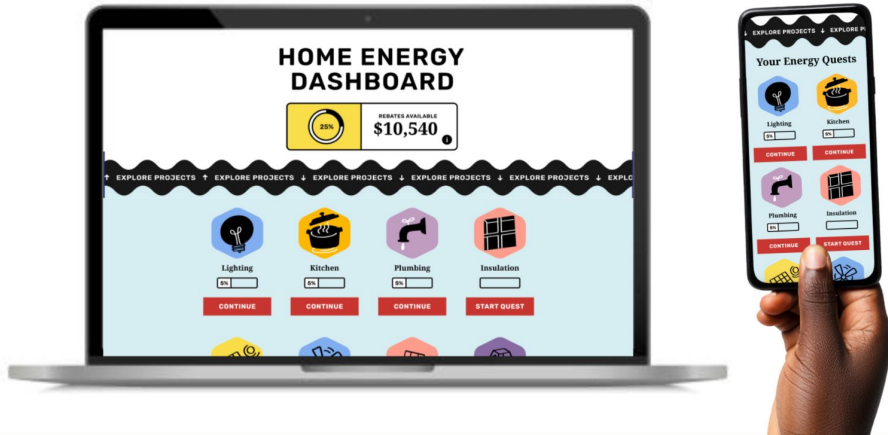 HOME ENERGY
DASHBOARD
25%
REBATES AVAILABLE
$10,540
i
↑ EXPLORE PROJECTS ↑ EXPLORE PROJECTS ↓ EXPLORE PROJECTS ↓ EXPLORE PROJECTS ↓ EXPLORE PROJECTS ↓ EXPLO
Lighting
Kitchen
Plumbing
Insulation
5%
5%
5%
CONTINUE
CONTINUE
CONTINUE
START QUEST
↓ EXPLORE PROJECTS ↓ EXPLORE P
Your Energy Quests
Lighting
Kitchen
5%
5%
CONTINUE
CONTINUE
Plumbing
Insulation
5%
CONTINUE
START QUEST